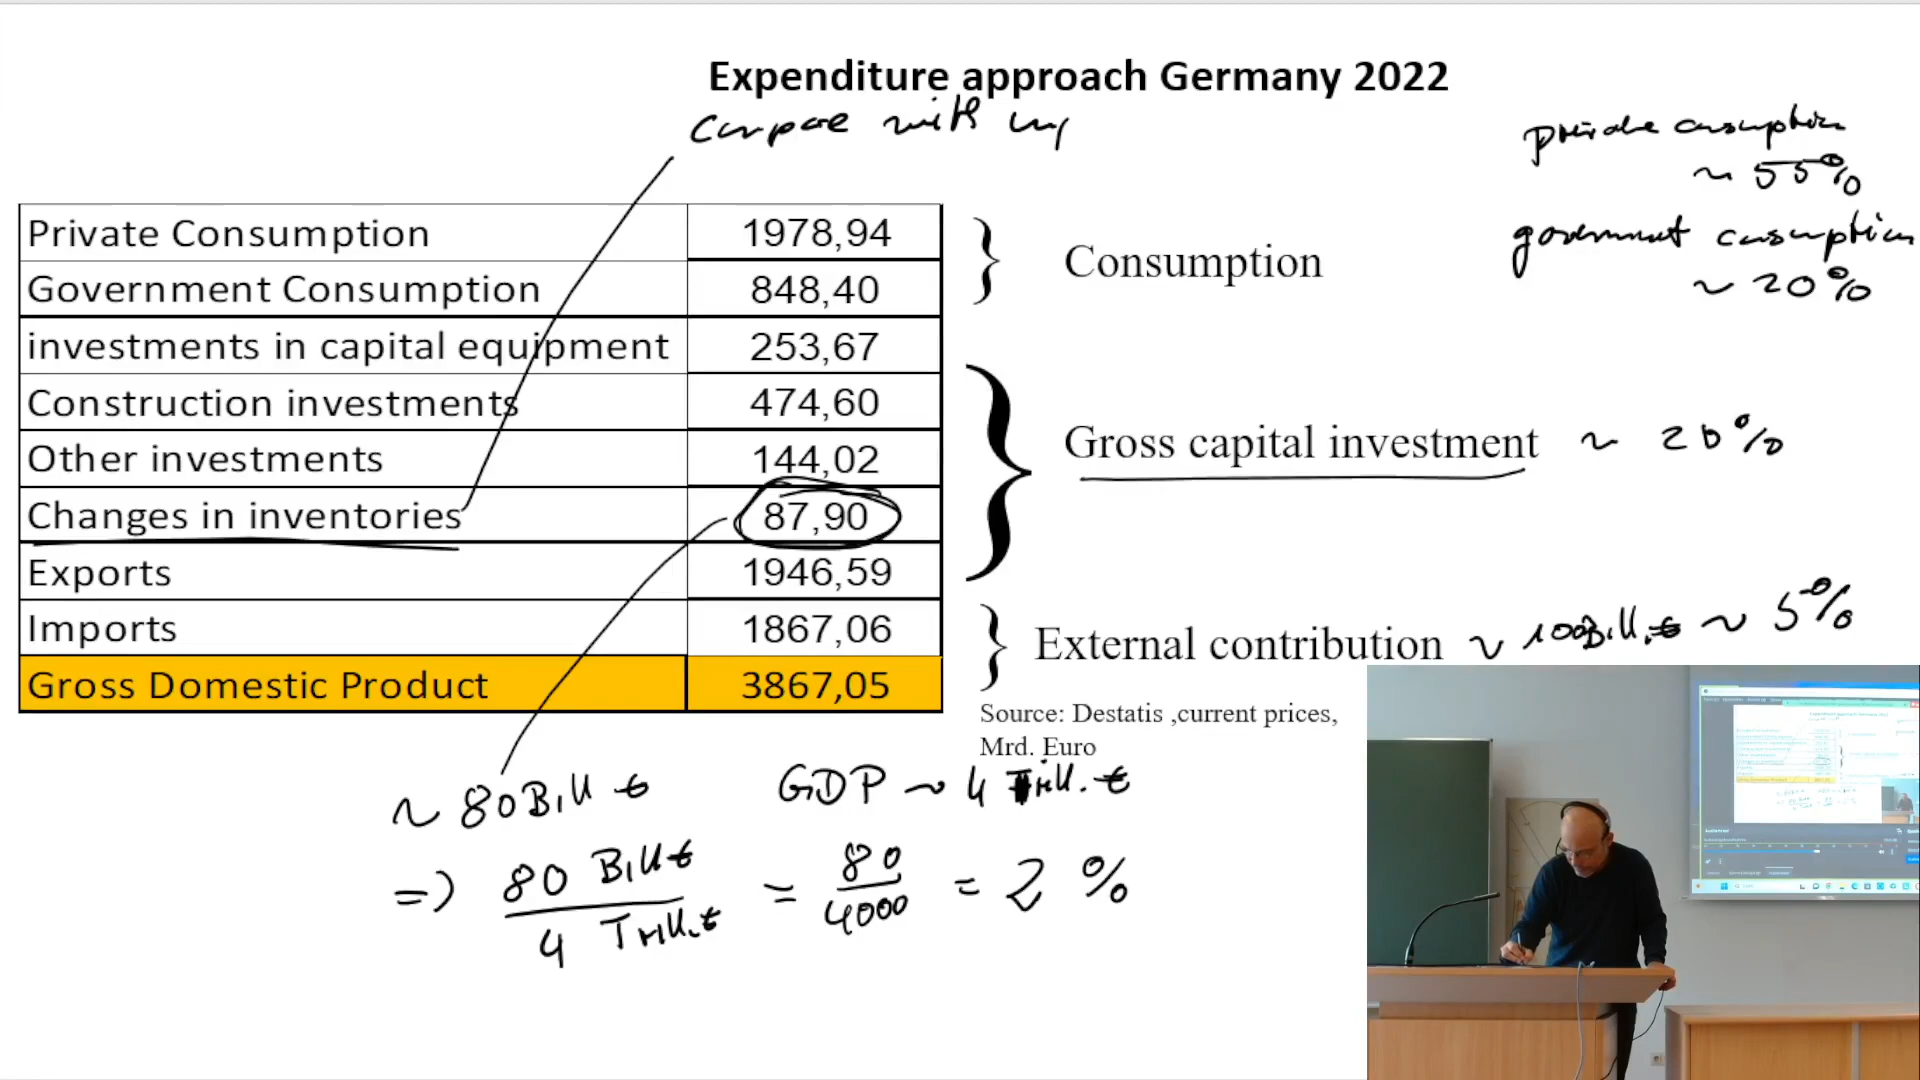 Expenditure approach Germany 2022
compare with
private consumption
~ 55%
government consumption
~ 20%
Private Consumption 1978,94
Government Consumption 848,40
Consumption
investments in capital equipment 253,67
Construction investments 474,60
Other investments 144,02
Changes in inventories 87,90
Gross capital investment ~ 20%
Exports 1946,59
Imports 1867,06
External contribution ~ 100Bill. € ~ 5%
Gross Domestic Product 3867,05
Source: Destatis ,current prices,
Mrd. Euro
~ 80 Bill €
GDP ~ 4 Trill. €
=> 80 Bill € / 4 Trill. € = 80 / 4000 = 2 %